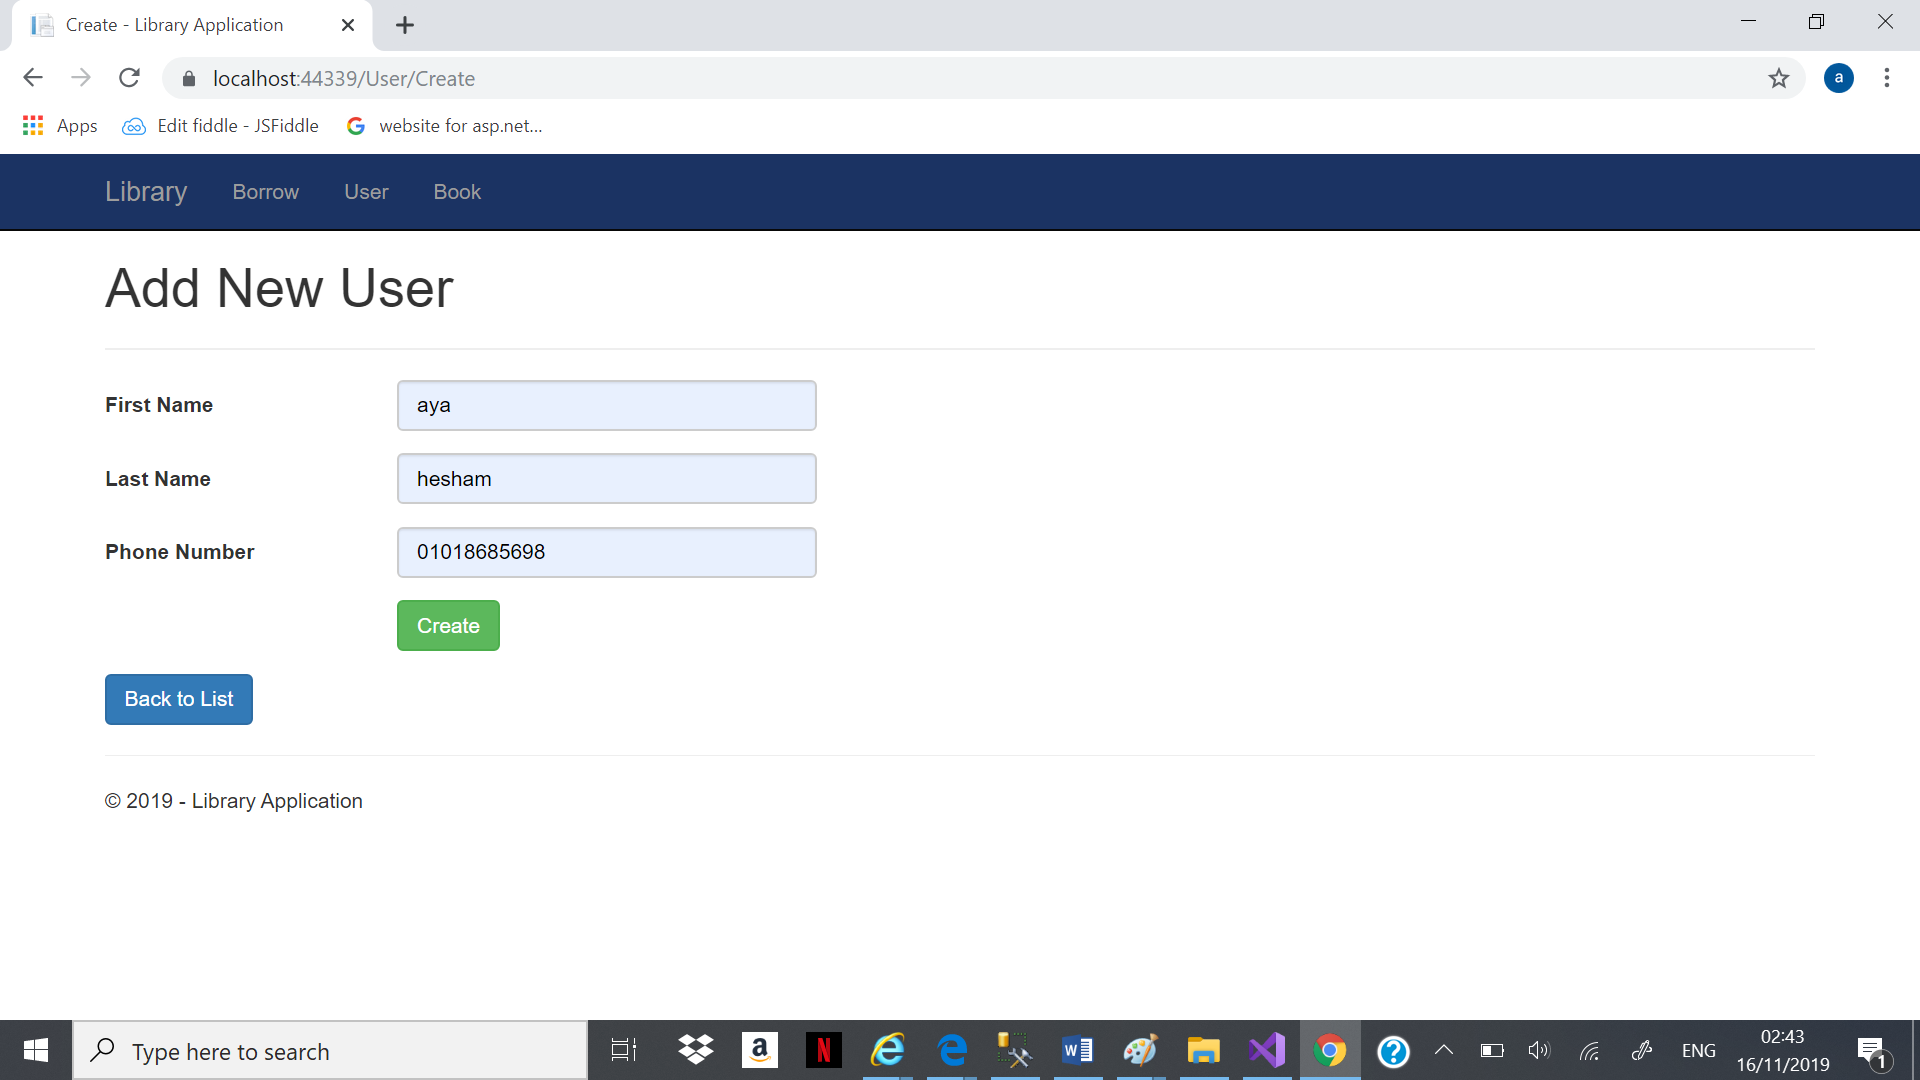 Create - Library Application
localhost:44339/User/Create
a
Apps
Edit fiddle - JSFiddle
website for asp.net...
Library
Borrow
User
Book
Add New User
First Name
aya
Last Name
hesham
Phone Number
01018685698
Create
Back to List
© 2019 - Library Application
Type here to search
a
N
W
?
ENG
02:43
16/11/2019
1